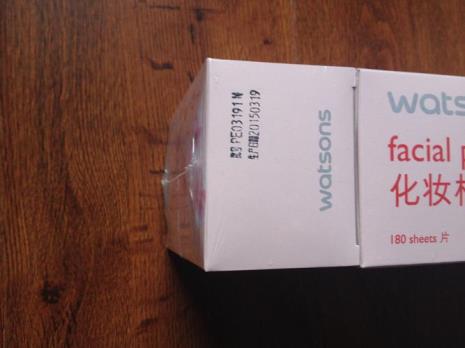 批号 PE03191 N
生产日期20150319
watsons
wats
facial p
化妆棉
180 sheets 片